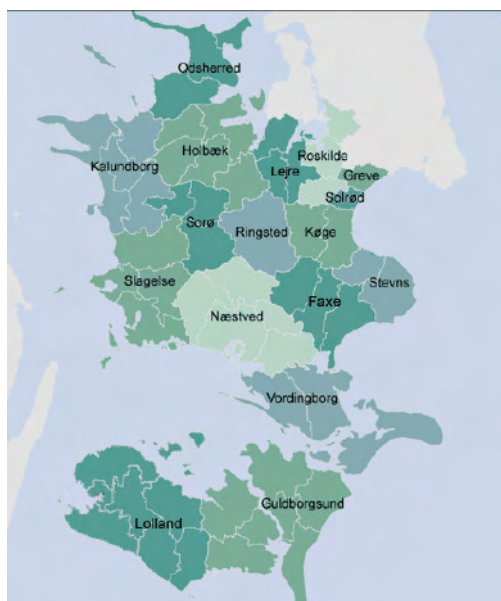 Odsherred
Holbæk
Roskilde
Kalundborg
Lejre
Greve
Solrød
Sorø
Ringsted
Køge
Slagelse
Stevns
Faxe
Næstved
Vordingborg
Guldborgsund
Lolland